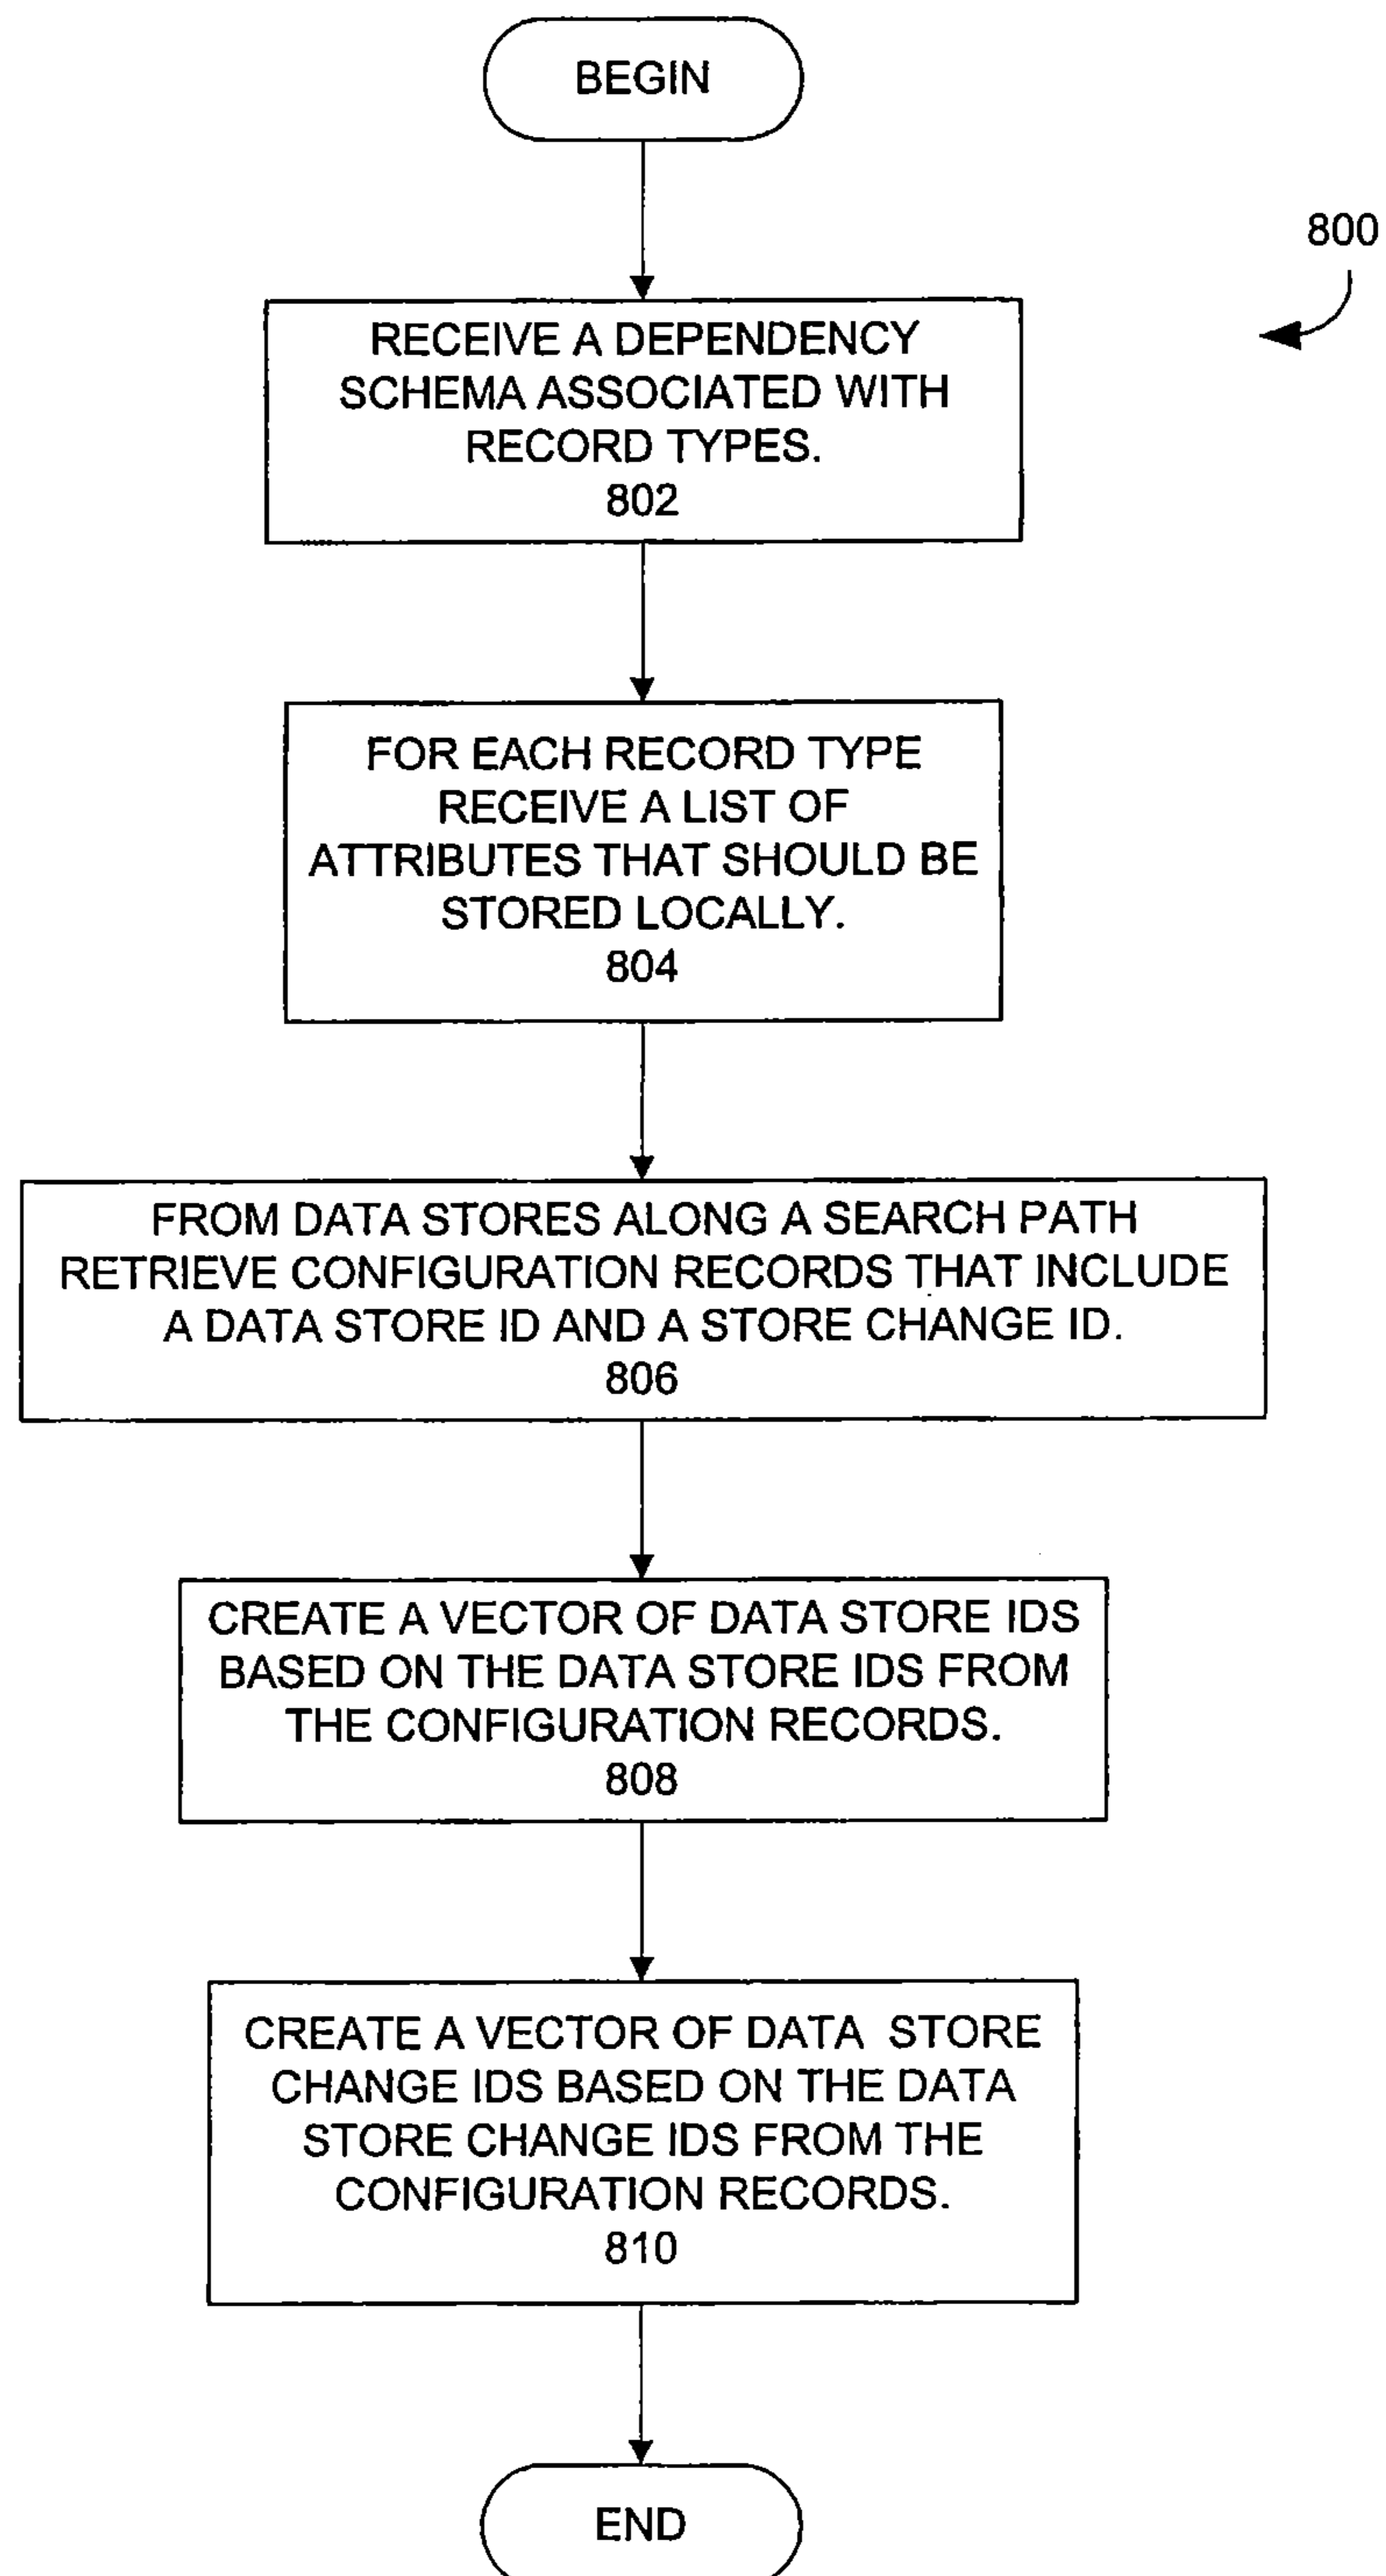 BEGIN
800
RECEIVE A DEPENDENCY
SCHEMA ASSOCIATED WITH
RECORD TYPES.
802
FOR EACH RECORD TYPE
RECEIVE A LIST OF
ATTRIBUTES THAT SHOULD BE
STORED LOCALLY.
804
FROM DATA STORES ALONG A SEARCH PATH
RETRIEVE CONFIGURATION RECORDS THAT INCLUDE
A DATA STORE ID AND A STORE CHANGE ID.
806
CREATE A VECTOR OF DATA STORE IDS
BASED ON THE DATA STORE IDS FROM
THE CONFIGURATION RECORDS.
808
CREATE A VECTOR OF DATA STORE
CHANGE IDS BASED ON THE DATA
STORE CHANGE IDS FROM THE
CONFIGURATION RECORDS.
810
END